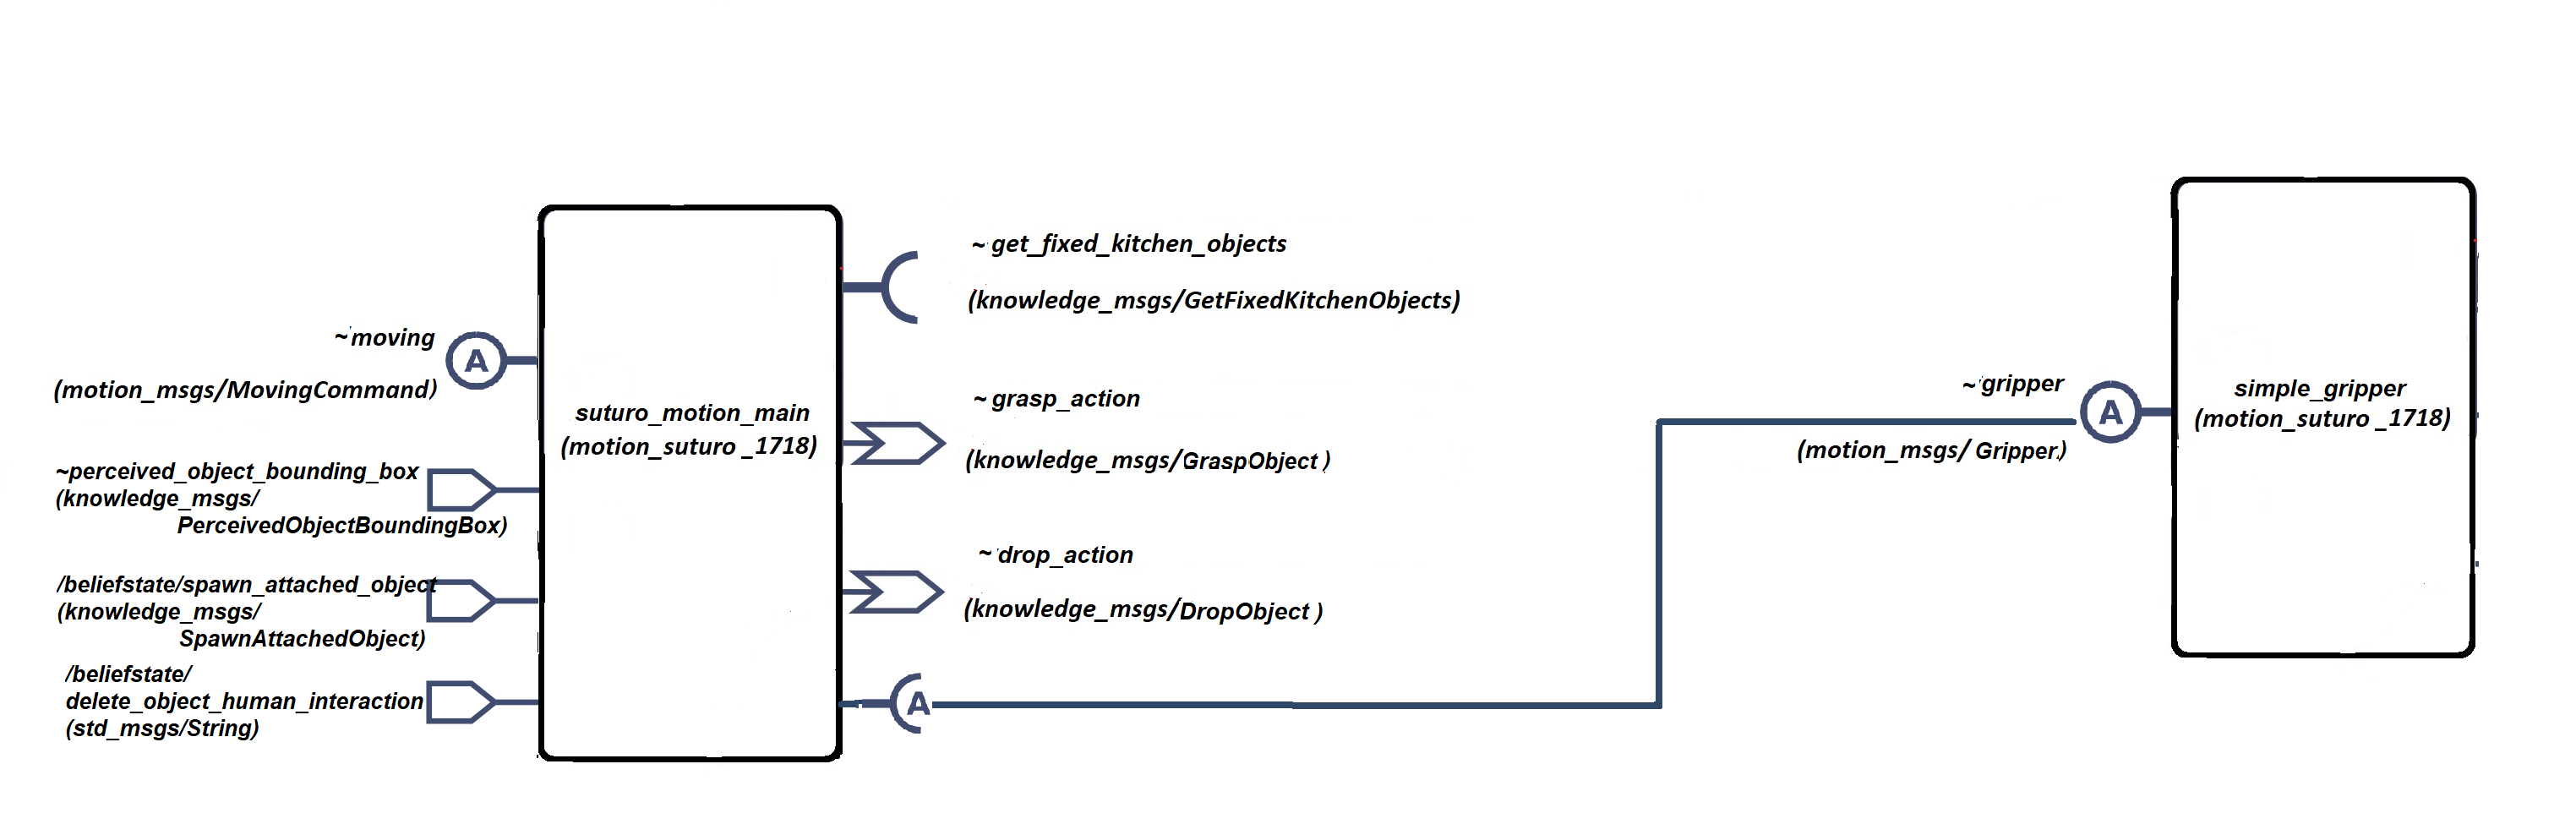 ~moving
A
(motion_msgs/MovingCommand)
~perceived_object_bounding_box
(knowledge_msgs/
PerceivedObjectBoundingBox)
/beliefstate/spawn_attached_object
(knowledge_msgs/
SpawnAttachedObject)
/beliefstate/
delete_object_human_interaction
(std_msgs/String)
suturo_motion_main
(motion_suturo _1718)
~ get_fixed_kitchen_objects
(knowledge_msgs/GetFixedKitchenObjects)
~ grasp_action
(knowledge_msgs/GraspObject )
~ drop_action
(knowledge_msgs/DropObject )
A
~gripper
A
(motion_msgs/ Gripper)
simple_gripper
(motion_suturo _1718)